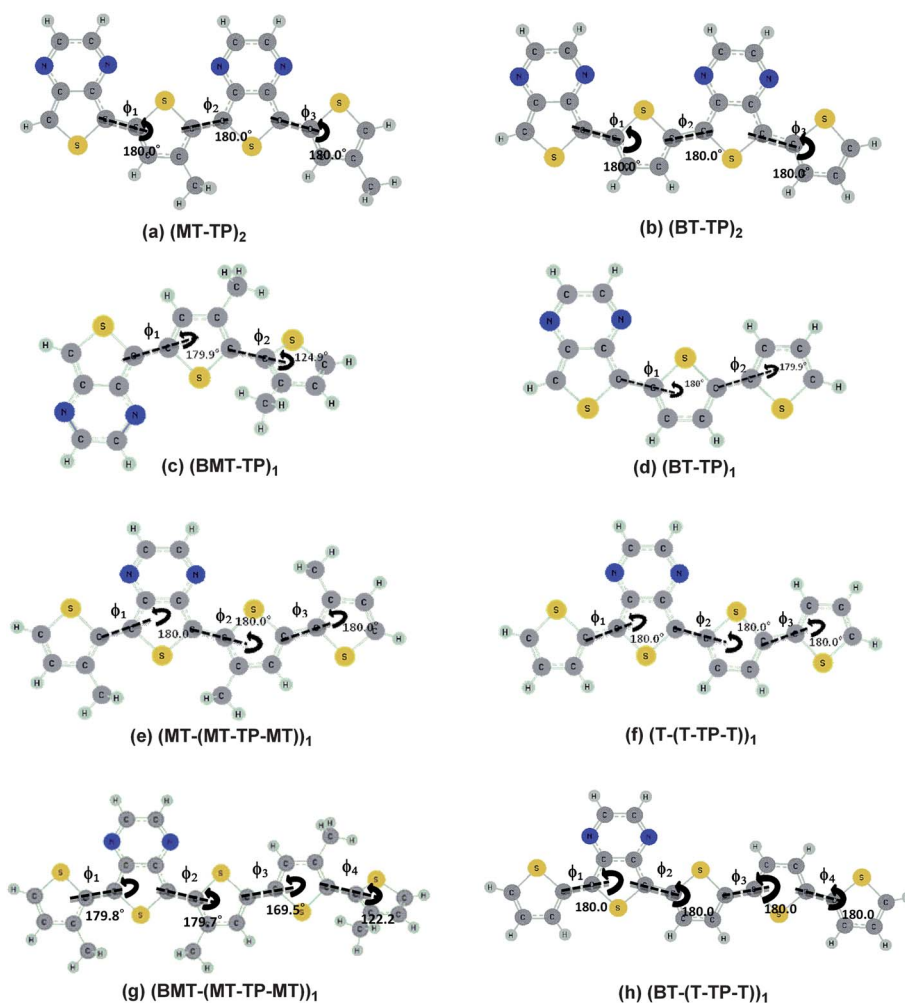 ϕ1 ϕ2 ϕ3
180.0° 180.0° 180.0°
(a) (MT-TP)2
ϕ1 ϕ2 ϕ3
180.0° 180.0° 180.0°
(b) (BT-TP)2
ϕ1 ϕ2
179.9° 124.9°
(c) (BMT-TP)1
ϕ1 ϕ2
180° 179.9°
(d) (BT-TP)1
ϕ1 ϕ2 ϕ3
180.0 180.0° 180.0°
(e) (MT-(MT-TP-MT))1
ϕ1 ϕ2 ϕ3
180.0° 180.0° 180.0°
(f) (T-(T-TP-T))1
ϕ1 ϕ2 ϕ3 ϕ4
179.8° 179.7° 169.5° 122.2
(g) (BMT-(MT-TP-MT))1
ϕ1 ϕ2 ϕ3 ϕ4
180.0 180.0 180.0 180.0
(h) (BT-(T-TP-T))1